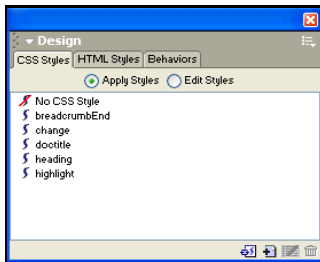 Design
CSS Styles HTML Styles Behaviors
Apply Styles Edit Styles
No CSS Style
breadcrumbEnd
change
doctitle
heading
highlight